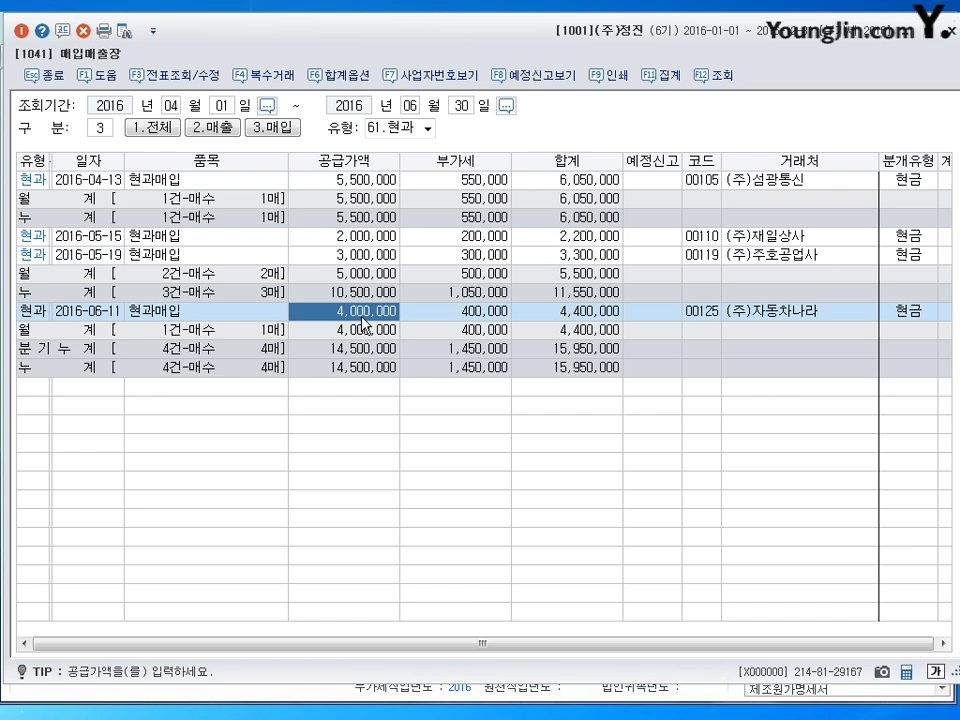 [1001](주)정진 (6기) 2016-01-01 ~
YoungJin.com Y.
[1041] 매입매출장
Esc 종료 F1 도움 F3 전표조회/수정 F4 복수거래 F6 합계옵션 F7 사업자번호보기 F8 예정신고보기 F9 인쇄 F11 집계 F12 조회
조회기간: 2016 년 04 월 01 일 ~ 2016 년 06 월 30 일
구 분: 3 1.전체 2.매출 3.매입 유형: 61.현과
유형 일자 품목 공급가액 부가세 합계 예정신고 코드 거래처 분개유형 계
현과 2016-04-13 현과매입 5,500,000 550,000 6,050,000 00105 (주)섬광통신 현금
월 계 [ 1건-매수 1매] 5,500,000 550,000 6,050,000
누 계 [ 1건-매수 1매] 5,500,000 550,000 6,050,000
현과 2016-05-15 현과매입 2,000,000 200,000 2,200,000 00110 (주)재일상사 현금
현과 2016-05-19 현과매입 3,000,000 300,000 3,300,000 00119 (주)주호공업사 현금
월 계 [ 2건-매수 2매] 5,000,000 500,000 5,500,000
누 계 [ 3건-매수 3매] 10,500,000 1,050,000 11,550,000
현과 2016-06-11 현과매입 4,000,000 400,000 4,400,000 00125 (주)자동차나라 현금
월 계 [ 1건-매수 1매] 4,000,000 400,000 4,400,000
분 기 누 계 [ 4건-매수 4매] 14,500,000 1,450,000 15,950,000
누 계 [ 4건-매수 4매] 14,500,000 1,450,000 15,950,000
TIP : 공급가액을(를) 입력하세요. [X000000] 214-81-29167 가
부가세작업년도 : 2016 원천작업년도 : 법인귀속년도 : 제조원가명세서